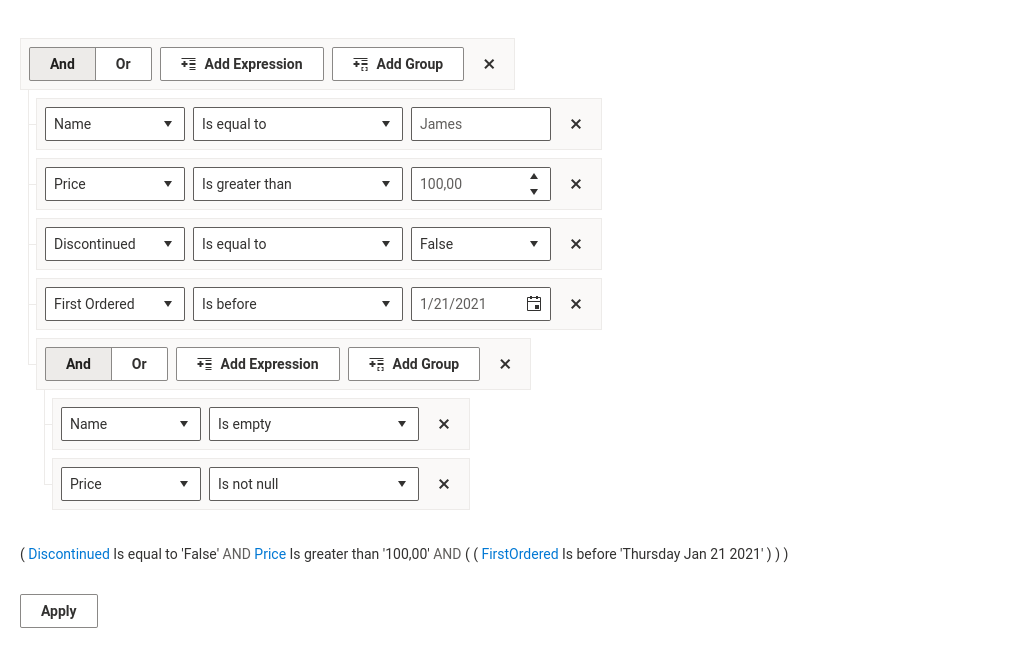 And Or Add Expression Add Group
Name Is equal to James
Price Is greater than 100,00
Discontinued Is equal to False
First Ordered Is before 1/21/2021
And Or Add Expression Add Group
Name Is empty
Price Is not null
( Discontinued Is equal to 'False' AND Price Is greater than '100,00' AND ( ( FirstOrdered Is before 'Thursday Jan 21 2021' ) ) )
Apply